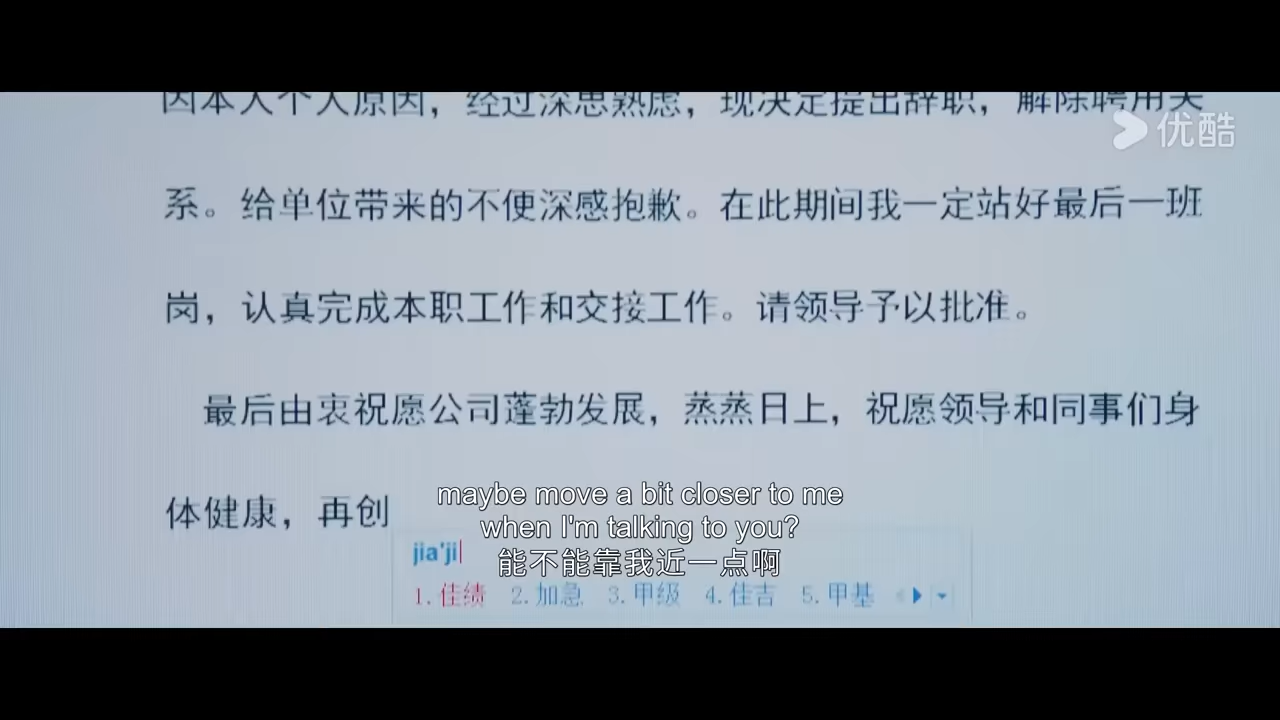 因本人个人原因，经过深思熟虑，现决定提出辞职，解除聘用关
优酷
系。给单位带来的不便深感抱歉。在此期间我一定站好最后一班
岗，认真完成本职工作和交接工作。请领导予以批准。
最后由衷祝愿公司蓬勃发展，蒸蒸日上，祝愿领导和同事们身
体健康，再创
maybe move a bit closer to me
when I'm talking to you?
jia'ji
能不能靠我近一点啊
1.佳绩 2.加急 3.甲级 4.佳吉 5.甲基